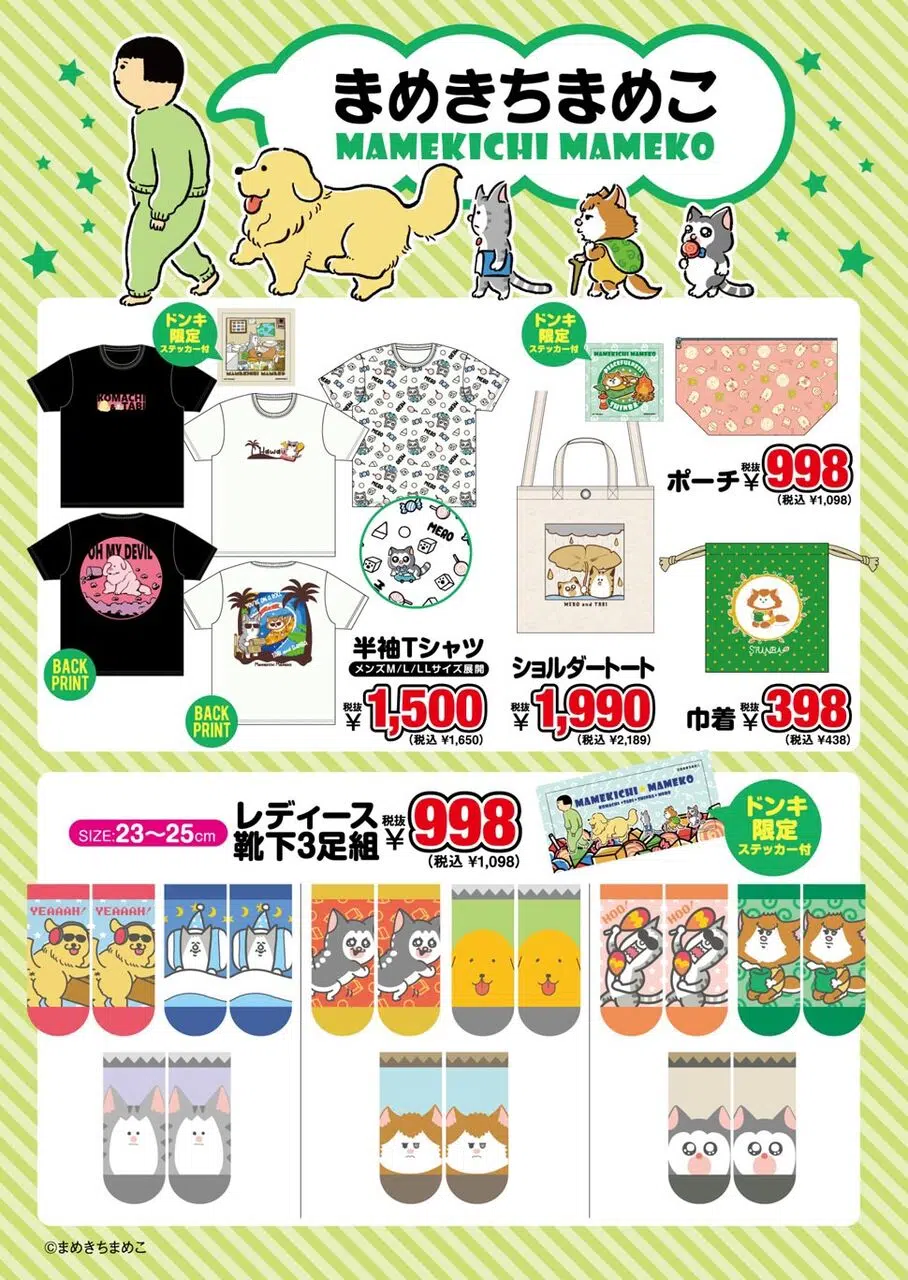 まめきちまめこ
MAMEKICHI MAMEKO
ドンキ
限定
ステッカー付
MAMEKICHI MAMEKO
KOMACHI
& TABI
Hawaii
MERO
OH MY DEVIL
BACK
PRINT
BACK
PRINT
半袖Tシャツ
メンズM/L/LLサイズ展開
税抜
¥1,500
(税込 ¥1,650)
ドンキ
限定
ステッカー付
MAMEKICHI MAMEKO
PEACEFULNESS
SHINBA
MERO and TABI
ショルダートート
税抜
¥1,990
(税込 ¥2,189)
ポーチ
税抜
¥998
(税込 ¥1,098)
巾着
税抜
¥398
(税込 ¥438)
SIZE:23〜25cm
レディース
靴下3足組
税抜
¥998
(税込 ¥1,098)
MAMEKICHI★MAMEKO
ドンキ
限定
ステッカー付
YEAAAH!
YEAAAH!
HOO!
HOO!
©まめきちまめこ